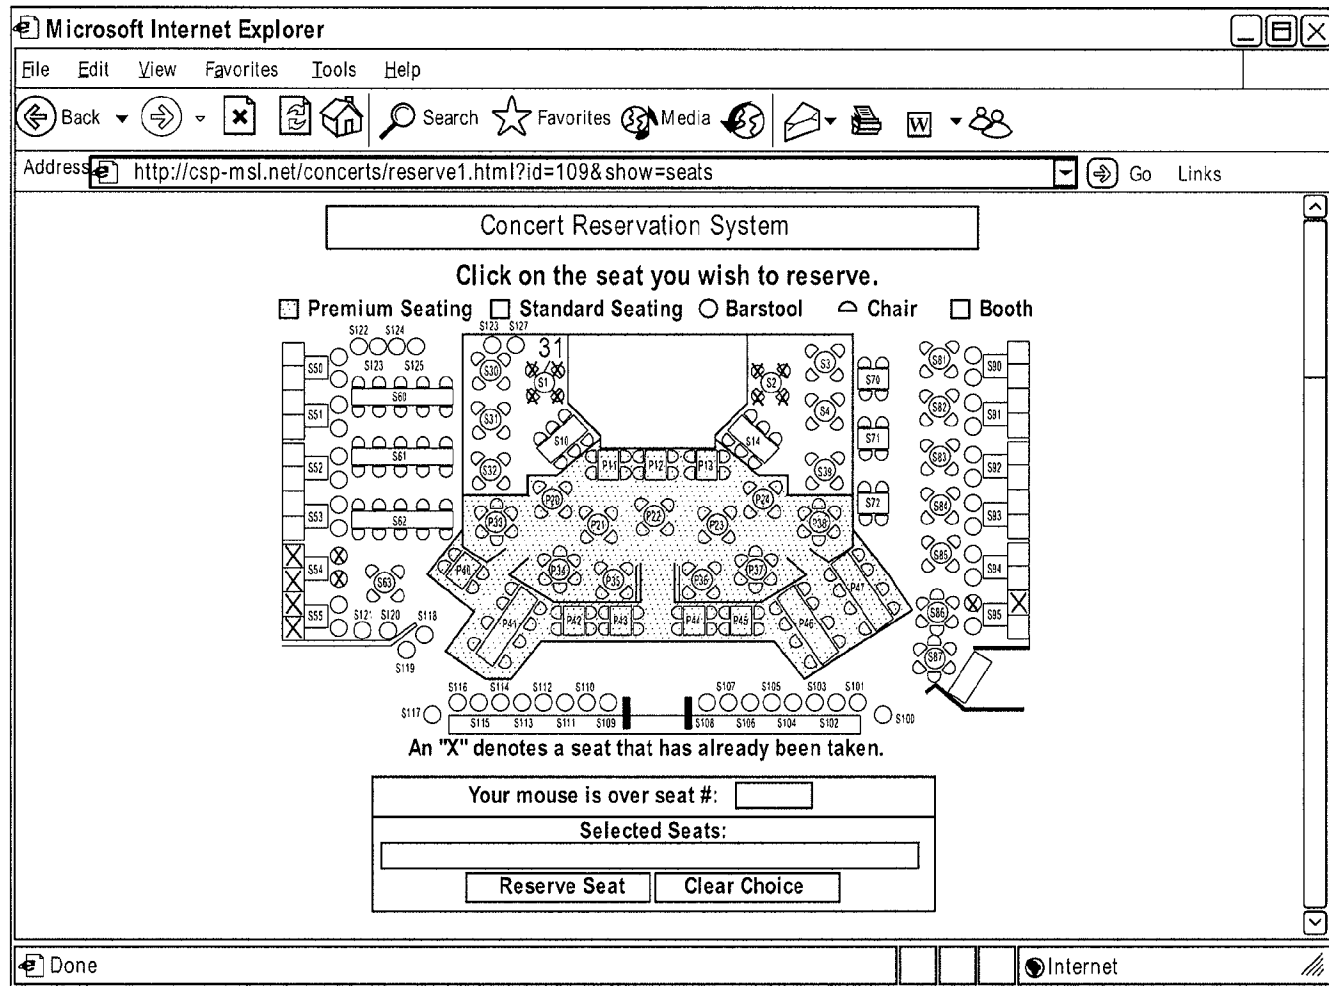 Microsoft Internet Explorer
File Edit View Favorites Tools Help
Back Search Favorites Media W
Address http://csp-msl.net/concerts/reserve1.html?id=109&show=seats Go Links
Concert Reservation System
Click on the seat you wish to reserve.
Premium Seating Standard Seating Barstool Chair Booth
S122 S124 S123 S127
S123 S125 31
S50 S30 S1 S2 S3 S70 S81 S90
S60
S51 S31 S10 S14 S4 S71 S82 S91
S52 S61 S32 P11 P12 P13 S39 S83 S92
S53 S62 P33 P20 P21 P22 P23 P24 P38 S72 S84 S93
S54 S63 P40 P34 P35 P36 P37 P47 S85 S94
S55 S121 S120 S118 P41 P42 P43 P44 P45 P46 S86 S95
S119 S87
S116 S114 S112 S110 S107 S105 S103 S101
S117 S115 S113 S111 S109 S108 S106 S104 S102 S100
An "X" denotes a seat that has already been taken.
Your mouse is over seat #:
Selected Seats:
Reserve Seat Clear Choice
Done Internet